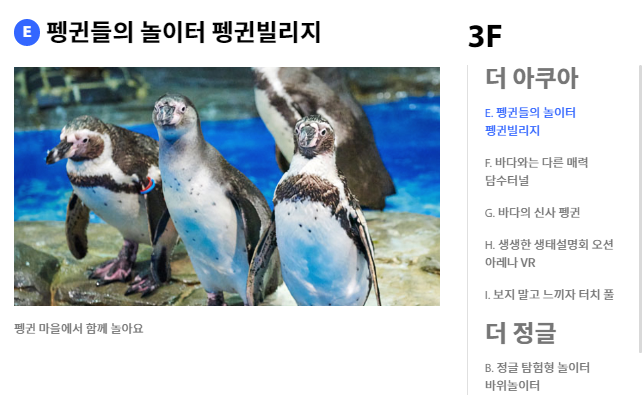 E 펭귄들의 놀이터 펭귄빌리지
펭귄 마을에서 함께 놀아요
3F
더 아쿠아
E. 펭귄들의 놀이터
펭귄빌리지
F. 바다와는 다른 매력
담수터널
G. 바다의 신사 펭귄
H. 생생한 생태설명회 오션
아레나 VR
I. 보지 말고 느끼자 터치 풀
더 정글
B. 정글 탐험형 놀이터
바위놀이터